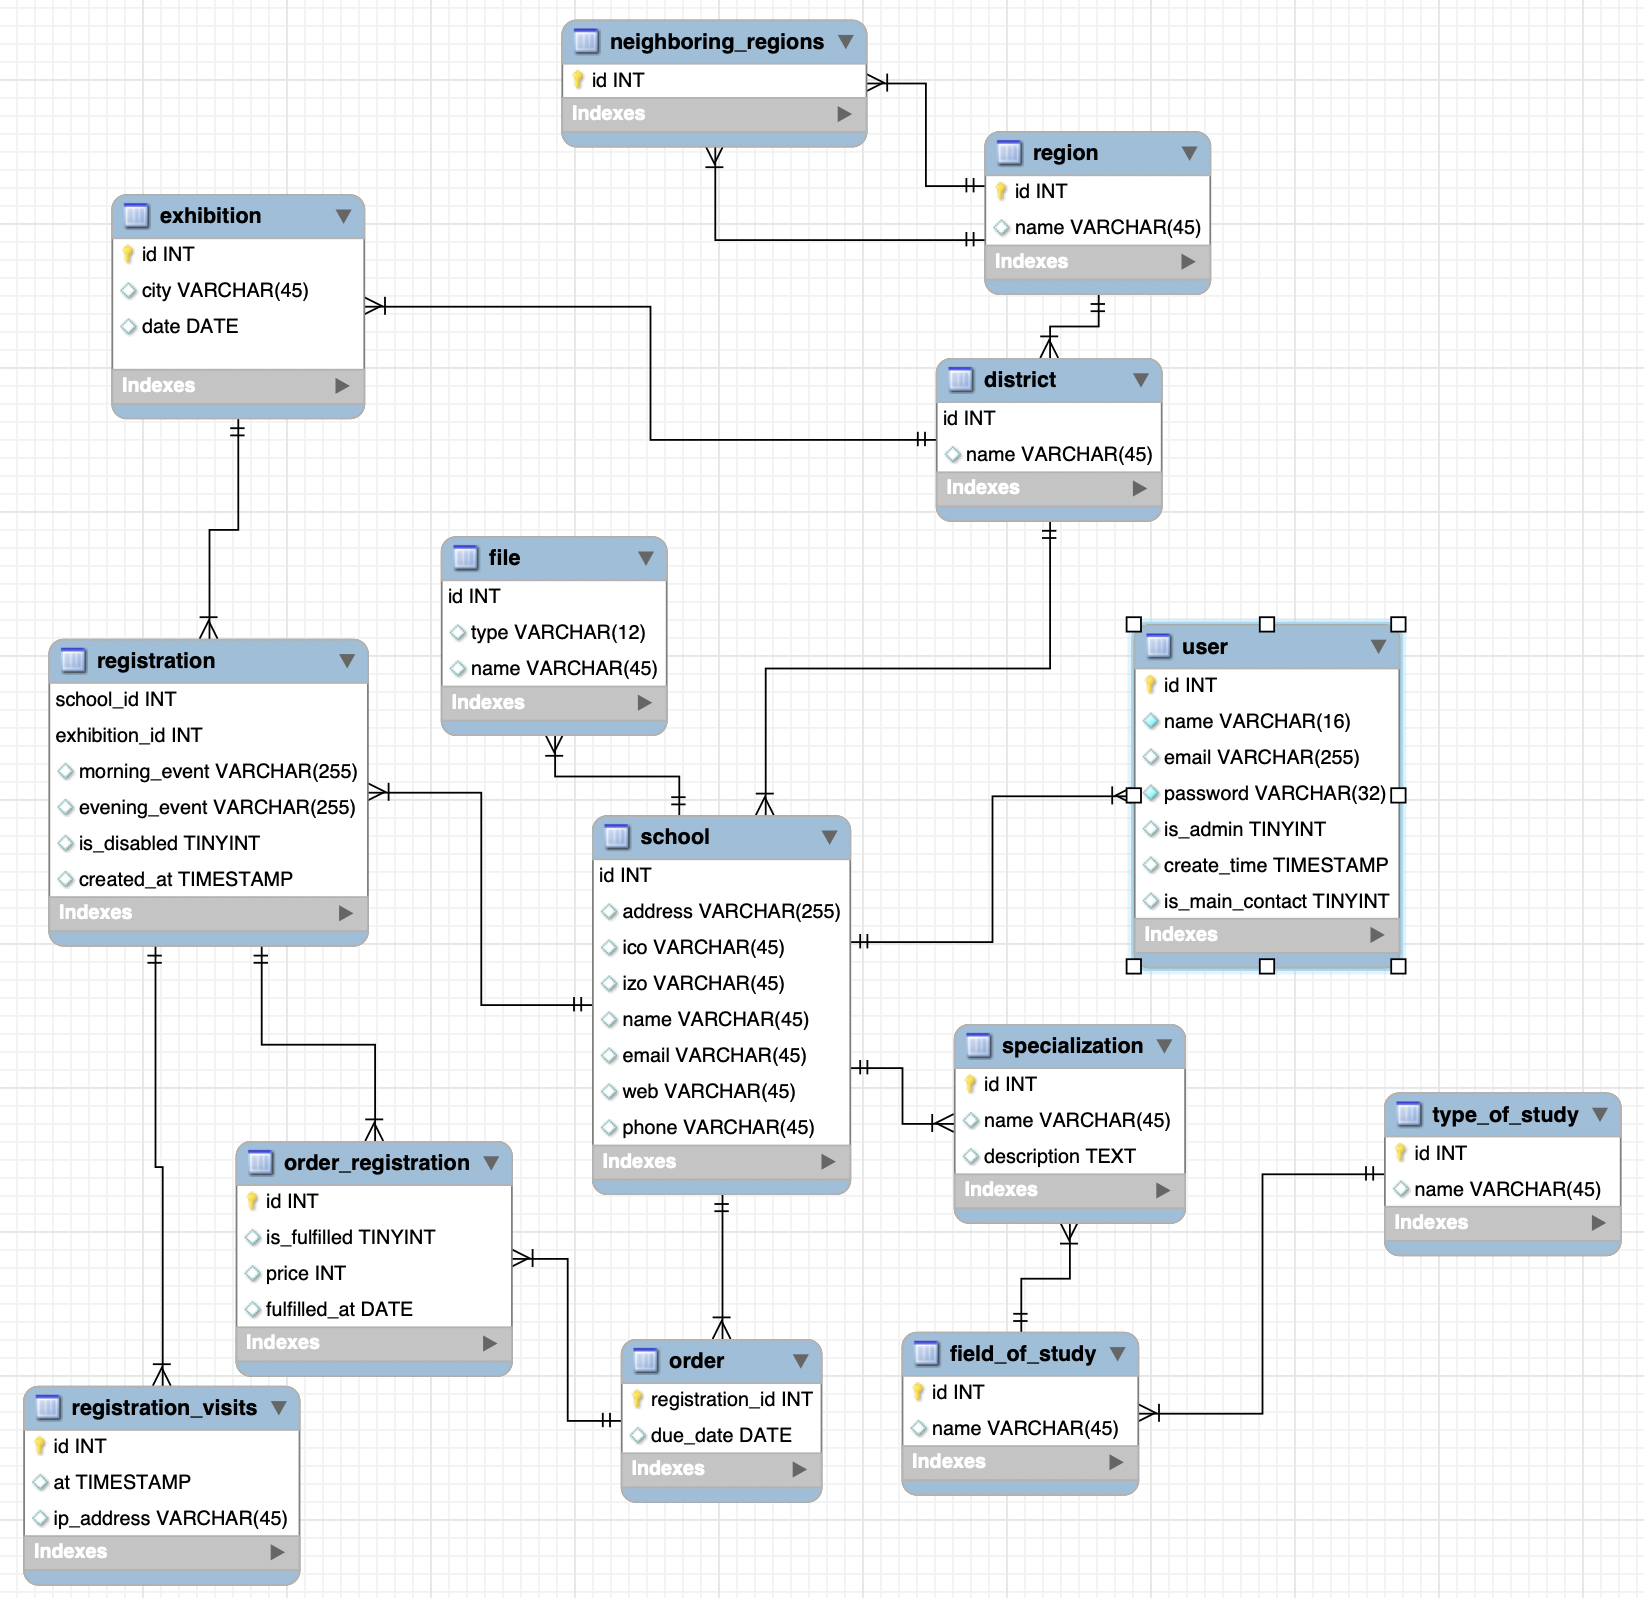 neighboring_regions
id INT
Indexes
region
id INT
name VARCHAR(45)
Indexes
exhibition
id INT
city VARCHAR(45)
date DATE
Indexes
district
id INT
name VARCHAR(45)
Indexes
file
id INT
type VARCHAR(12)
name VARCHAR(45)
Indexes
user
id INT
name VARCHAR(16)
email VARCHAR(255)
password VARCHAR(32)
is_admin TINYINT
create_time TIMESTAMP
is_main_contact TINYINT
Indexes
registration
school_id INT
exhibition_id INT
morning_event VARCHAR(255)
evening_event VARCHAR(255)
is_disabled TINYINT
created_at TIMESTAMP
Indexes
school
id INT
address VARCHAR(255)
ico VARCHAR(45)
izo VARCHAR(45)
name VARCHAR(45)
email VARCHAR(45)
web VARCHAR(45)
phone VARCHAR(45)
Indexes
specialization
id INT
name VARCHAR(45)
description TEXT
Indexes
type_of_study
id INT
name VARCHAR(45)
Indexes
order_registration
id INT
is_fulfilled TINYINT
price INT
fulfilled_at DATE
Indexes
order
registration_id INT
due_date DATE
Indexes
field_of_study
id INT
name VARCHAR(45)
Indexes
registration_visits
id INT
at TIMESTAMP
ip_address VARCHAR(45)
Indexes